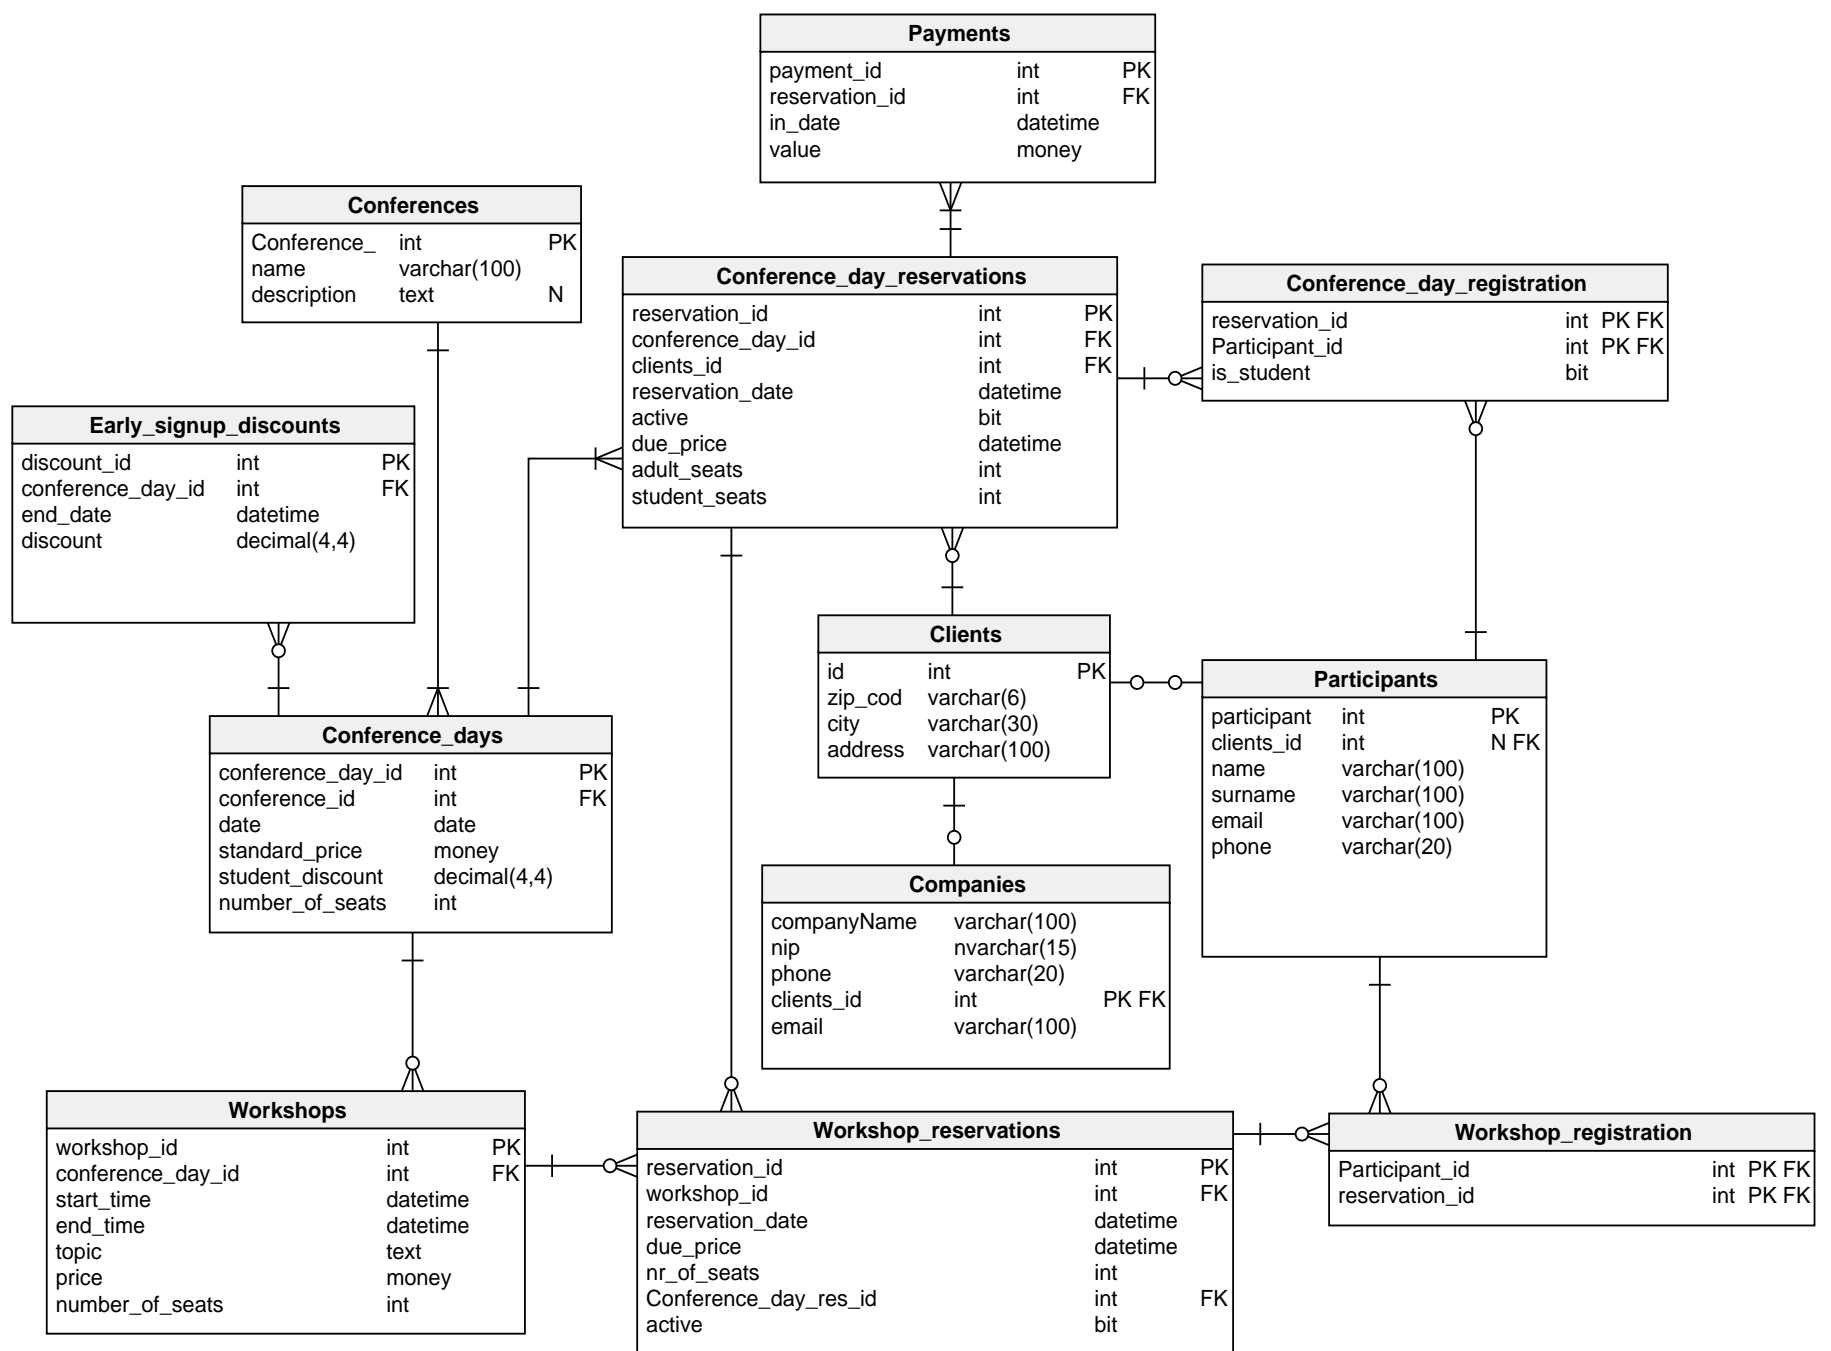 Payments
payment_id int PK
reservation_id int FK
in_date datetime
value money
Conferences
Conference_ int PK
name varchar(100)
description text N
Conference_day_reservations
reservation_id int PK
conference_day_id int FK
clients_id int FK
reservation_date datetime
active bit
due_price datetime
adult_seats int
student_seats int
Conference_day_registration
reservation_id int PK FK
Participant_id int PK FK
is_student bit
Early_signup_discounts
discount_id int PK
conference_day_id int FK
end_date datetime
discount decimal(4,4)
Clients
id int PK
zip_cod varchar(6)
city varchar(30)
address varchar(100)
Participants
participant int PK
clients_id int N FK
name varchar(100)
surname varchar(100)
email varchar(100)
phone varchar(20)
Conference_days
conference_day_id int PK
conference_id int FK
date date
standard_price money
student_discount decimal(4,4)
number_of_seats int
Companies
companyName varchar(100)
nip nvarchar(15)
phone varchar(20)
clients_id int PK FK
email varchar(100)
Workshops
workshop_id int PK
conference_day_id int FK
start_time datetime
end_time datetime
topic text
price money
number_of_seats int
Workshop_reservations
reservation_id int PK
workshop_id int FK
reservation_date datetime
due_price datetime
nr_of_seats int
Conference_day_res_id int FK
active bit
Workshop_registration
Participant_id int PK FK
reservation_id int PK FK